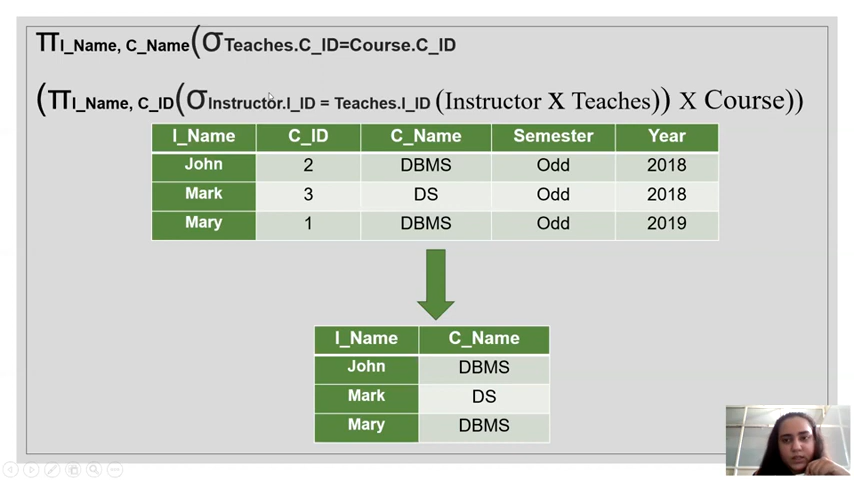 πI_Name, C_Name(σTeaches.C_ID=Course.C_ID
(πI_Name, C_ID(σInstructor.I_ID = Teaches.I_ID (Instructor X Teaches)) X Course))
I_Name C_ID C_Name Semester Year
John 2 DBMS Odd 2018
Mark 3 DS Odd 2018
Mary 1 DBMS Odd 2019
I_Name C_Name
John DBMS
Mark DS
Mary DBMS